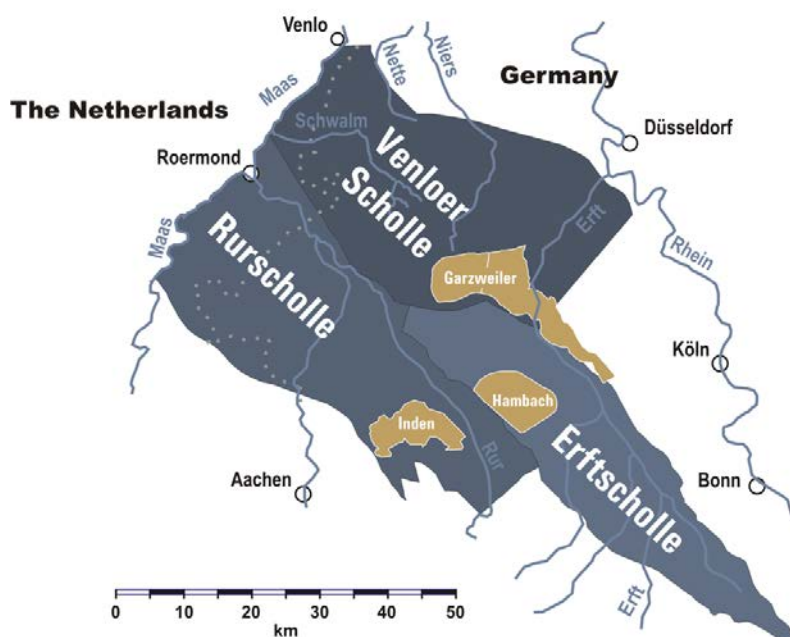 Venlo
Nette
Niers
Germany
Maas
The Netherlands
Schwalm
Düsseldorf
Venloer
Scholle
Roermond
Erft
Maas
Rurscholle
Rhein
Garzweiler
Köln
Hambach
Inden
Erftscholle
Rur
Aachen
Bonn
Erft
0 10 20 30 40 50
km